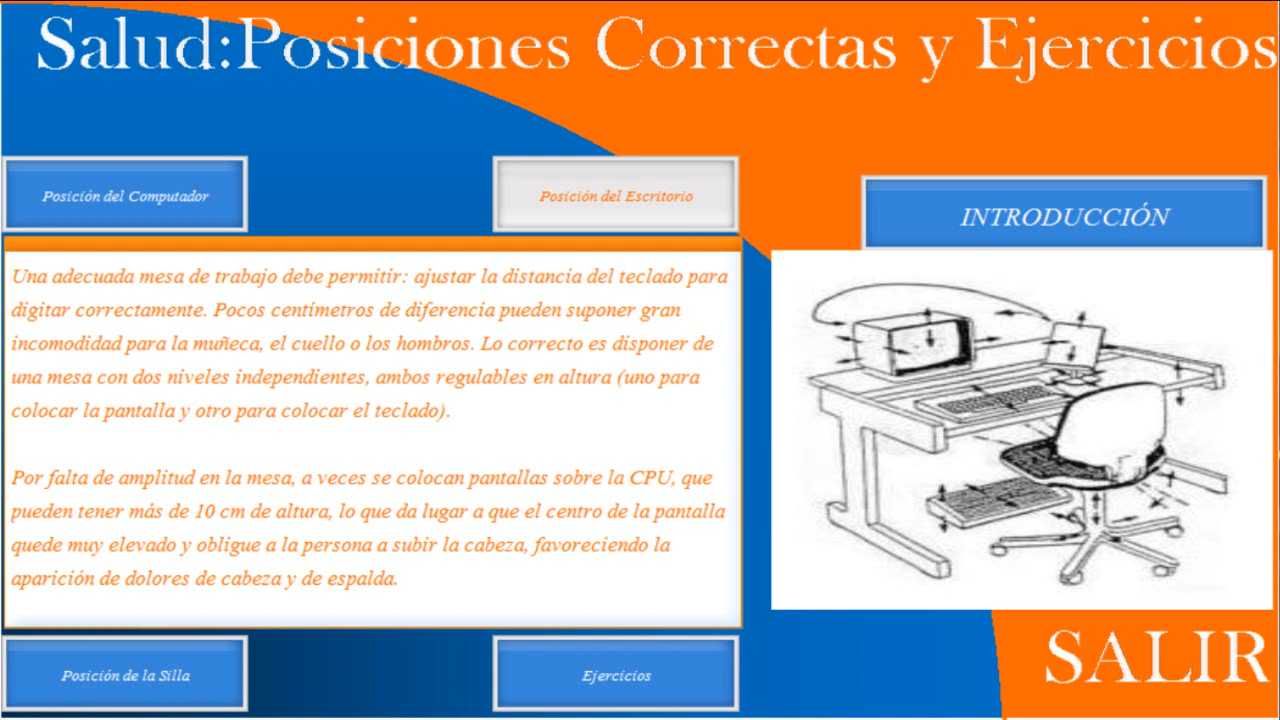 Salud:Posiciones Correctas y Ejercicios
Posición del Computador
Posición del Escritorio
INTRODUCCIÓN
Una adecuada mesa de trabajo debe permitir: ajustar la distancia del teclado para
digitar correctamente. Pocos centímetros de diferencia pueden suponer gran
incomodidad para la muñeca, el cuello o los hombros. Lo correcto es disponer de
una mesa con dos niveles independientes, ambos regulables en altura (uno para
colocar la pantalla y otro para colocar el teclado).
Por falta de amplitud en la mesa, a veces se colocan pantallas sobre la CPU, que
pueden tener más de 10 cm de altura, lo que da lugar a que el centro de la pantalla
quede muy elevado y obligue a la persona a subir la cabeza, favoreciendo la
aparición de dolores de cabeza y de espalda.
Posición de la Silla
Ejercicios
SALIR